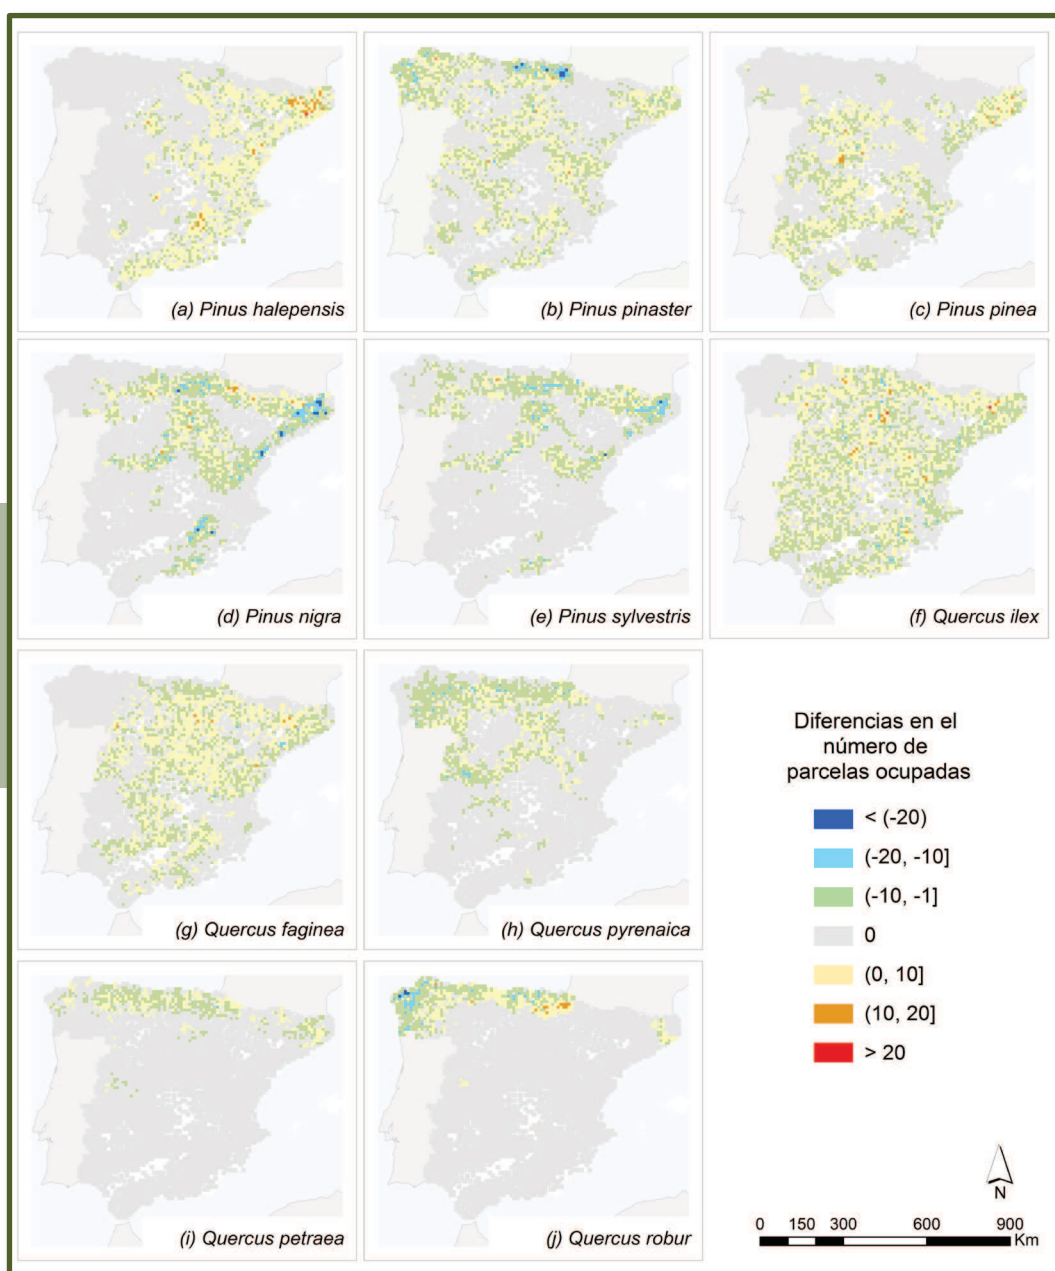 (a) Pinus halepensis
(b) Pinus pinaster
(c) Pinus pinea
(d) Pinus nigra
(e) Pinus sylvestris
(f) Quercus ilex
(g) Quercus faginea
(h) Quercus pyrenaica
Diferencias en el
número de
parcelas ocupadas
< (-20)
(-20, -10]
(-10, -1]
0
(0, 10]
(10, 20]
> 20
(i) Quercus petraea
(j) Quercus robur
N
0 150 300 600 900
Km